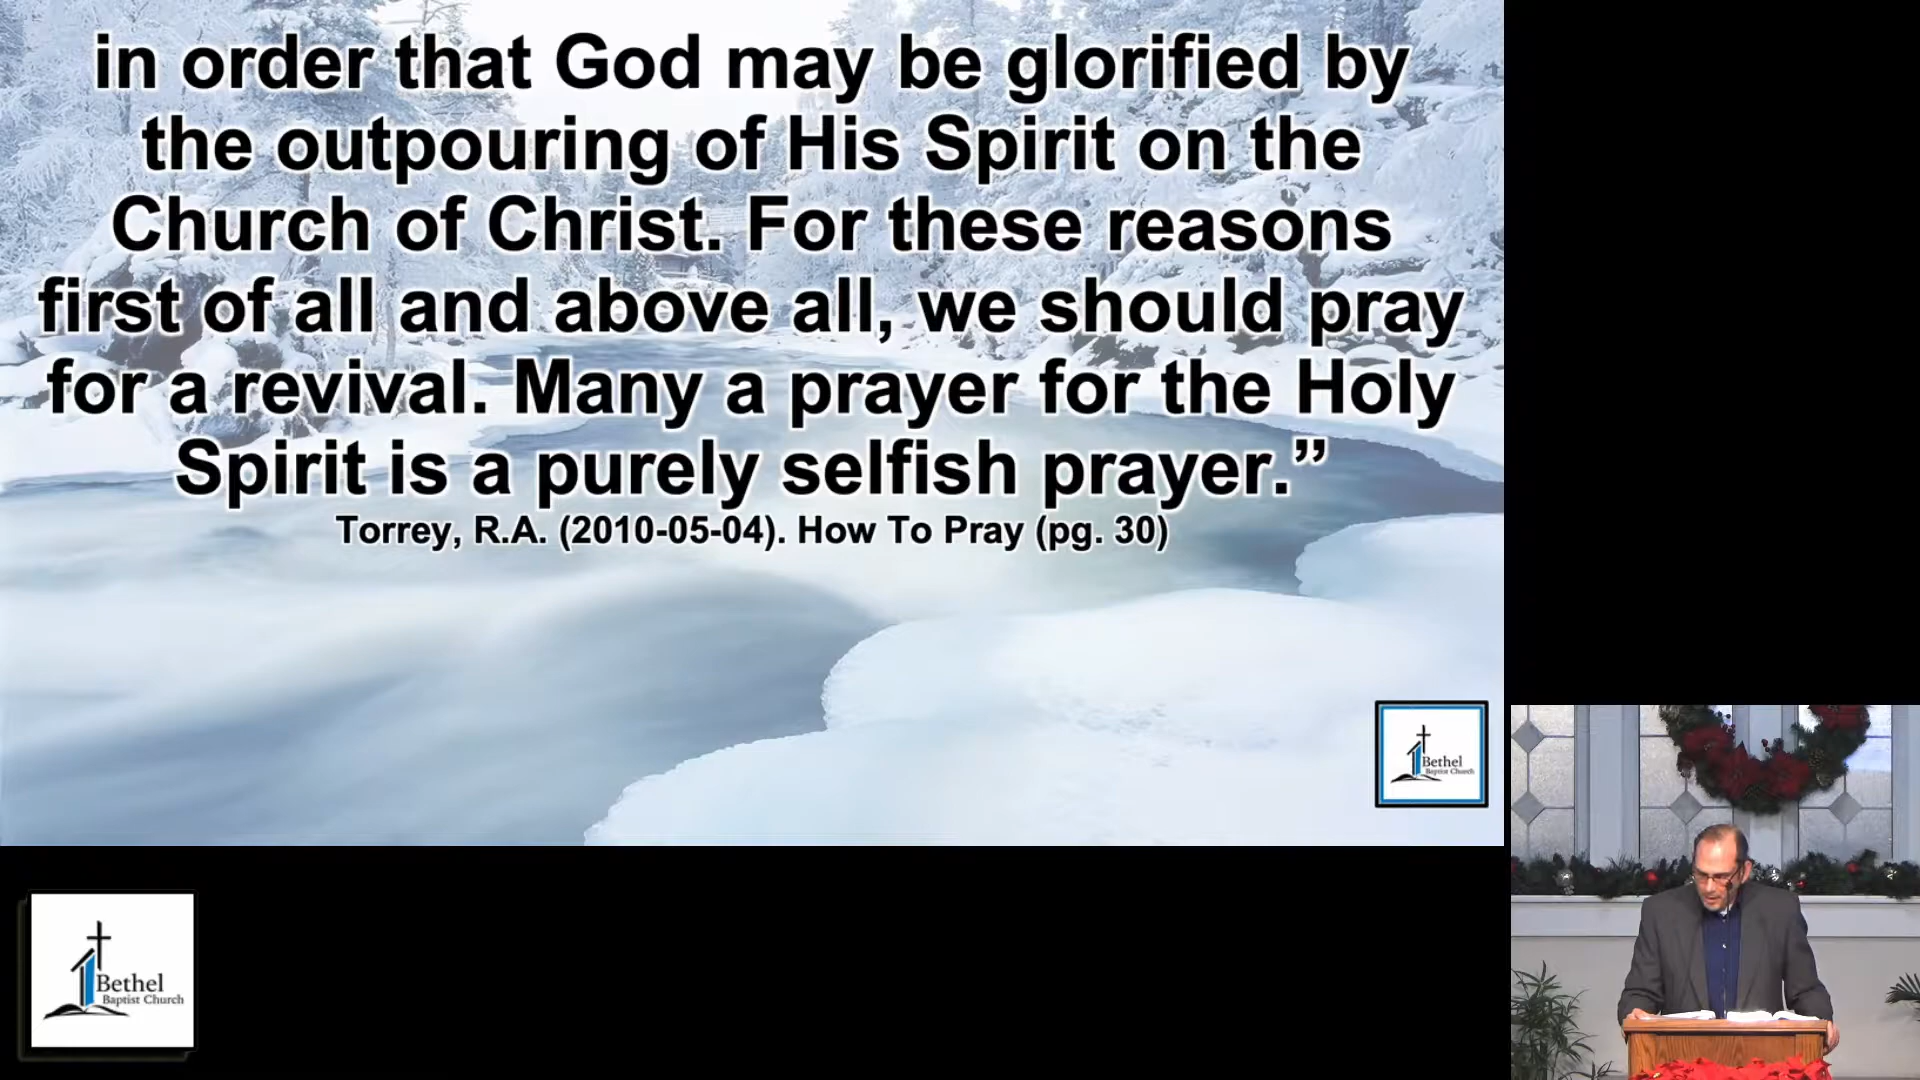 in order that God may be glorified by
the outpouring of His Spirit on the
Church of Christ. For these reasons
first of all and above all, we should pray
for a revival. Many a prayer for the Holy
Spirit is a purely selfish prayer.”
Torrey, R.A. (2010-05-04). How To Pray (pg. 30)
Bethel
Baptist Church
Bethel
Baptist Church